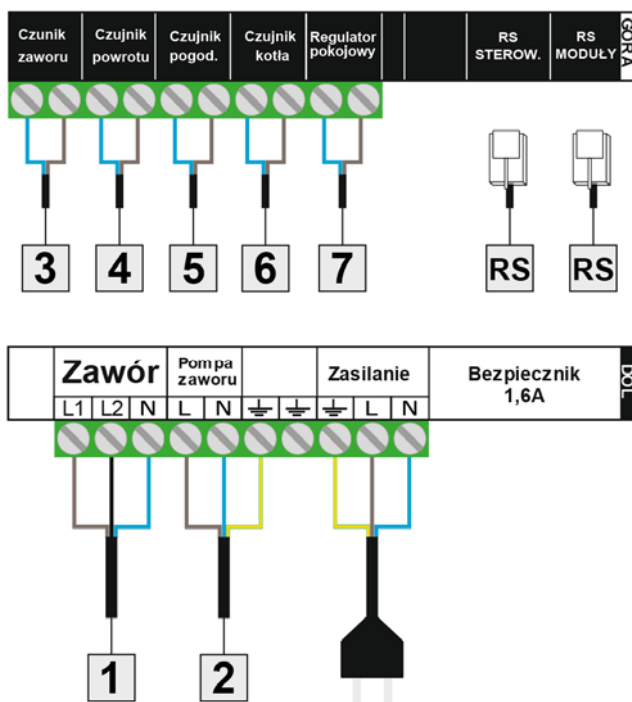 Czunik zaworu
Czujnik powrotu
Czujnik pogod.
Czujnik kotła
Regulator pokojowy
RS STEROW.
RS MODUŁY
GÓRA
3
4
5
6
7
RS
RS
Zawór
Pompa zaworu
Zasilanie
Bezpiecznik
1,6A
DÓŁ
L1 L2 N L N L N
1
2